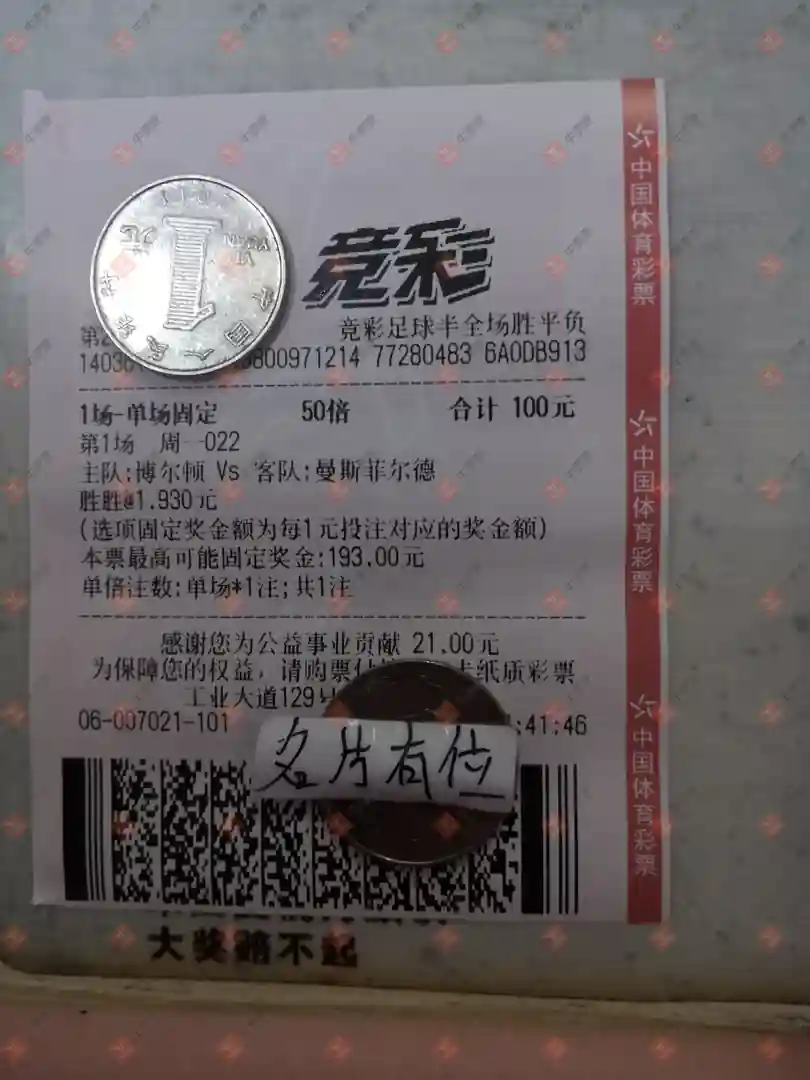 竞彩
竞彩足球半全场胜平负
800971214 77280483 6A0DB913
1场-单场固定 50倍 合计 100元
第1场 周一022
主队:博尔顿 Vs 客队:曼斯菲尔德
胜胜@1.930元
(选项固定奖金额为每1元投注对应的奖金额)
本票最高可能固定奖金:193.00元
单倍注数:单场*1注;共1注
感谢您为公益事业贡献 21.00元
为保障您的权益,请购票 卡纸质彩票
工业大道129
06-007021-101 :41:46
名片有位
大奖赔不起
中国体育彩票
中国体育彩票
中国体育彩票